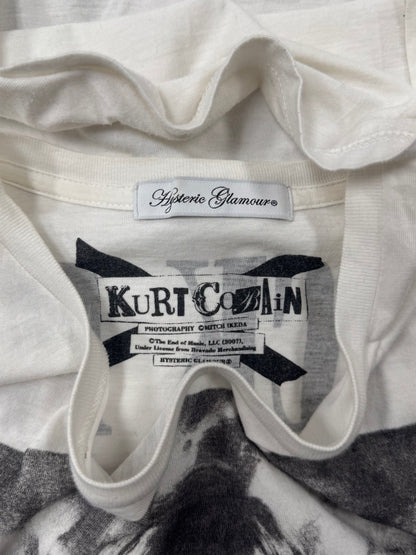 Hysteric Glamour®
KURT COBAiN
PHOTOGRAPHY ©MITCH IKEDA
©The End of Music, LLC (2007),
Under License from Bravado Merchandising
HYSTERIC GLAMOUR®